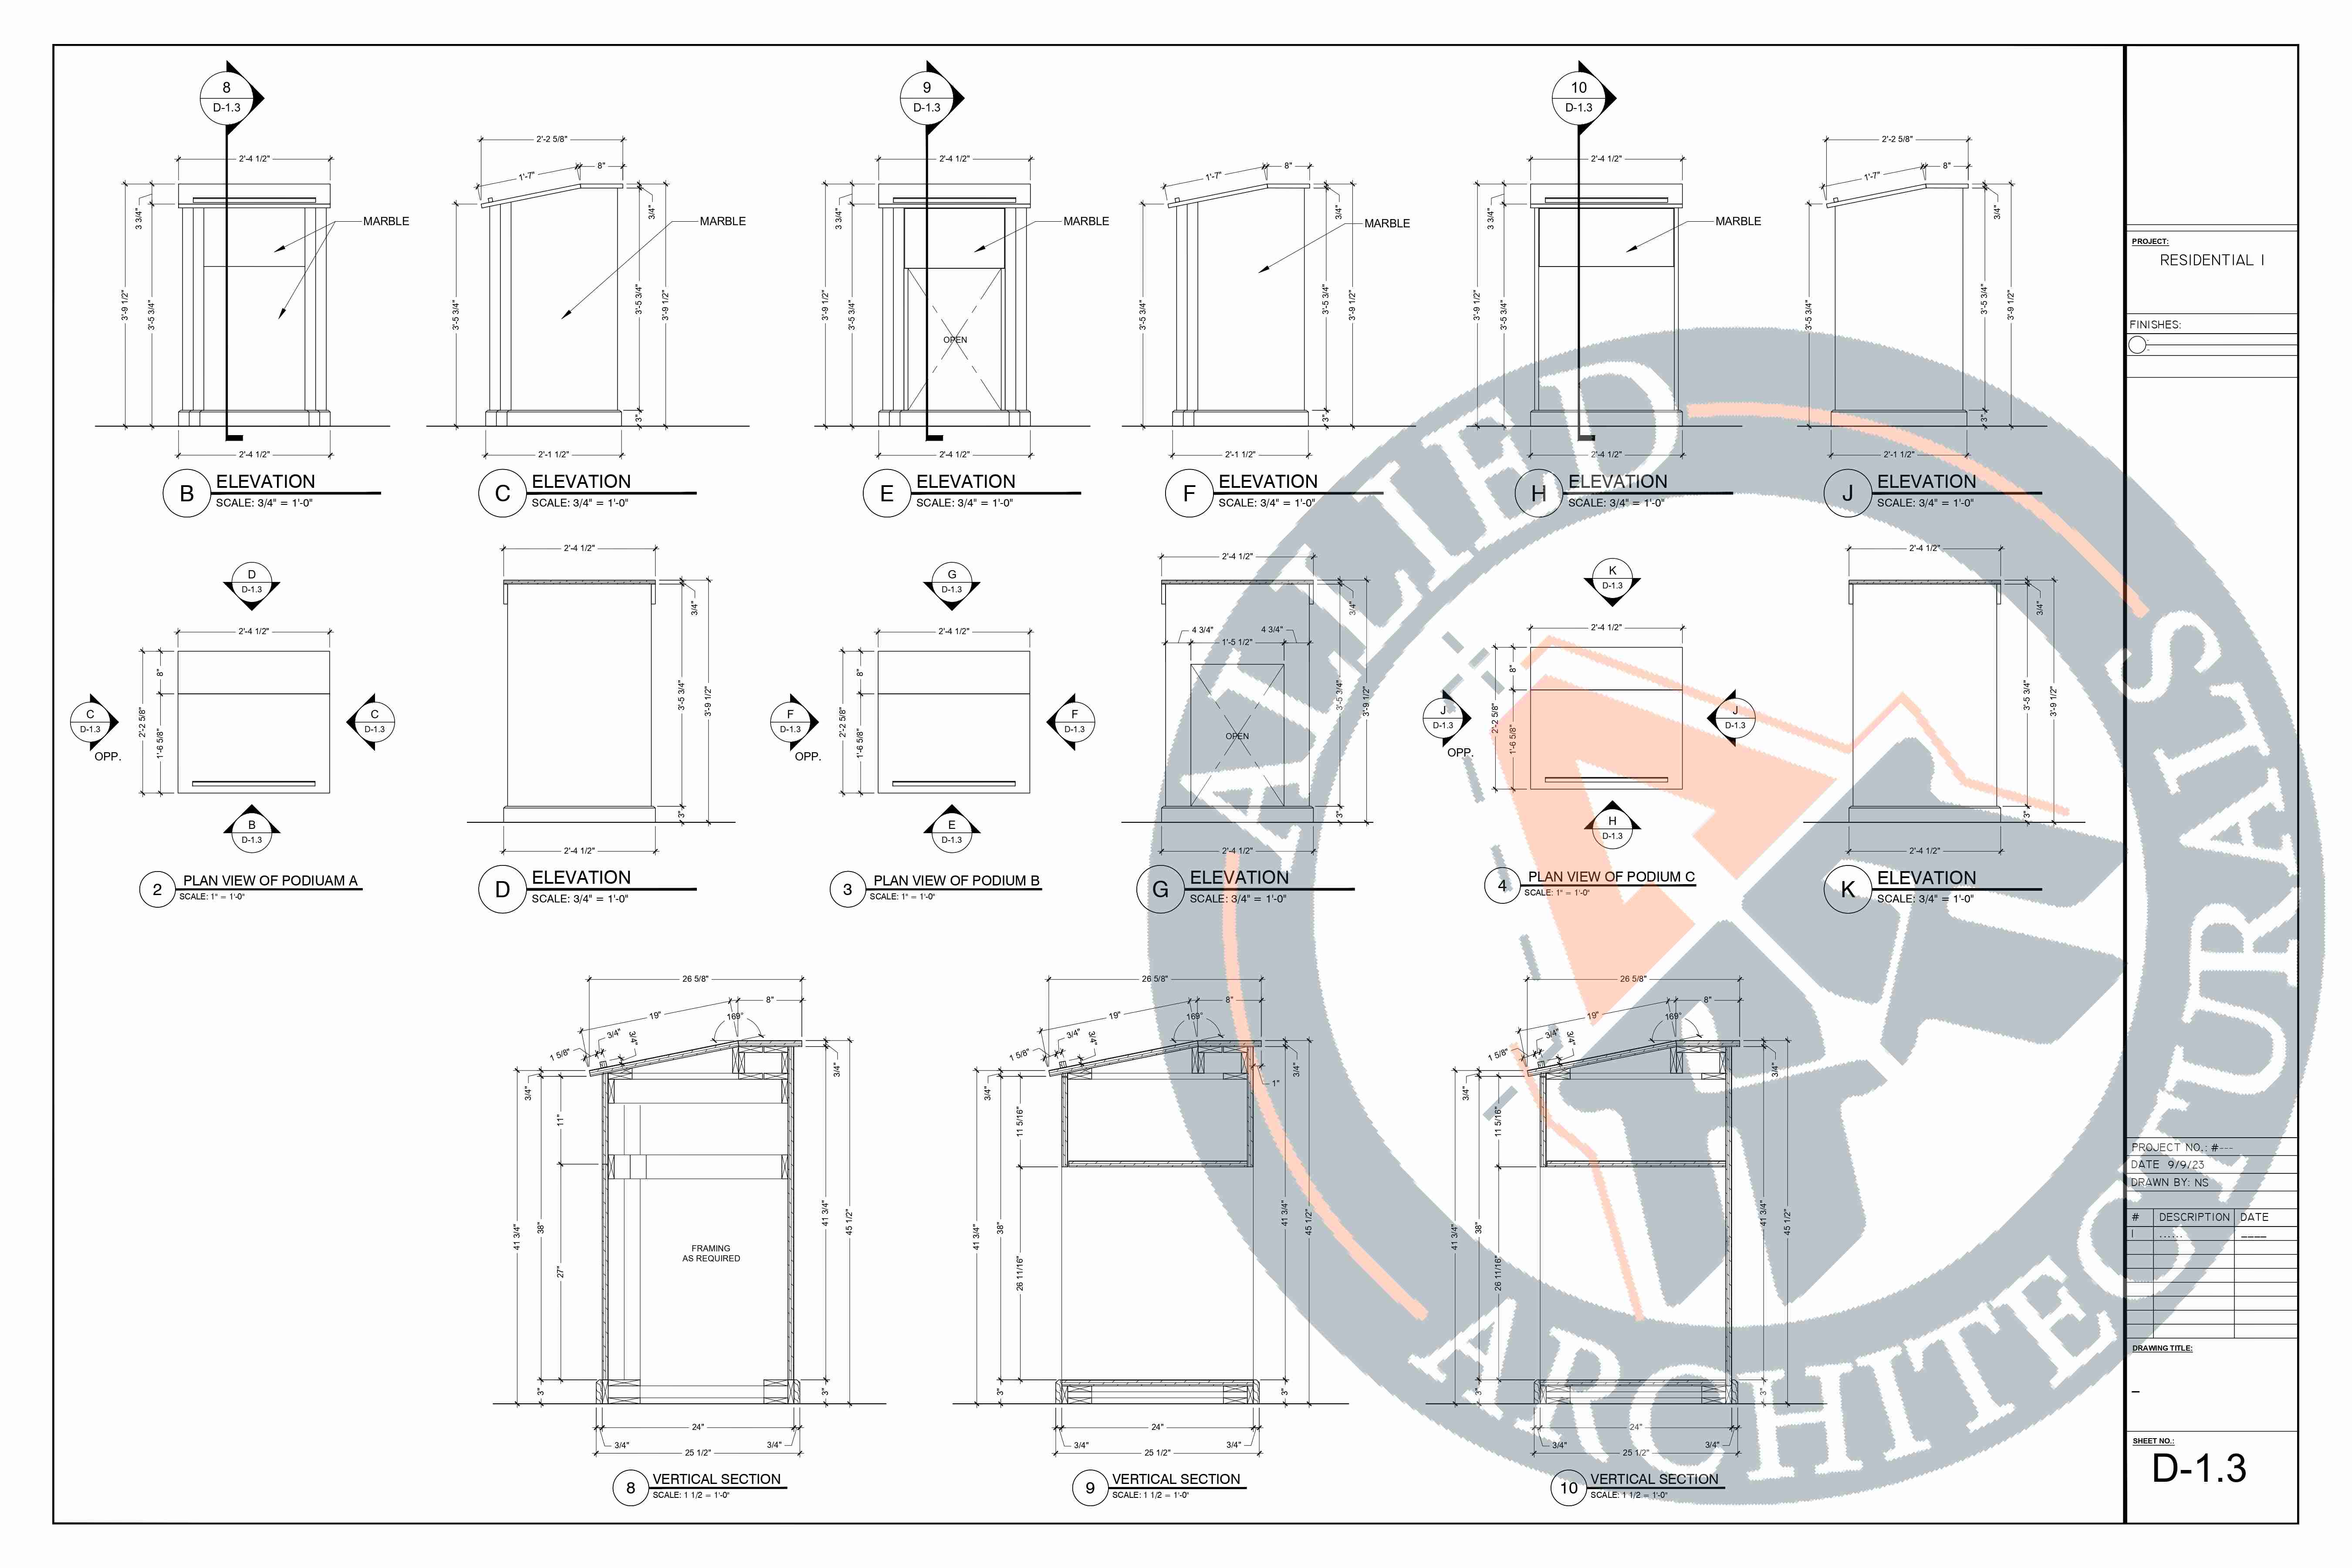 8
D-1.3
2'-4 1/2"
3 3/4"
3'-9 1/2"
3'-5 3/4"
MARBLE
2'-4 1/2"
B
ELEVATION
SCALE: 3/4" = 1'-0"
2'-2 5/8"
1'-7"
8"
3/4"
MARBLE
3'-5 3/4"
3'-5 3/4"
3'-9 1/2"
3"
2'-1 1/2"
C
ELEVATION
SCALE: 3/4" = 1'-0"
9
D-1.3
2'-4 1/2"
3 3/4"
3'-9 1/2"
3'-5 3/4"
MARBLE
OPEN
2'-4 1/2"
E
ELEVATION
SCALE: 3/4" = 1'-0"
1'-7"
8"
3/4"
MARBLE
3'-5 3/4"
3'-5 3/4"
3'-9 1/2"
3"
2'-1 1/2"
F
ELEVATION
SCALE: 3/4" = 1'-0"
10
D-1.3
2'-4 1/2"
3 3/4"
3'-9 1/2"
3'-5 3/4"
MARBLE
2'-4 1/2"
H
ELEVATION
SCALE: 3/4" = 1'-0"
2'-2 5/8"
1'-7"
8"
3/4"
3'-5 3/4"
3'-5 3/4"
3'-9 1/2"
3"
2'-1 1/2"
J
ELEVATION
SCALE: 3/4" = 1'-0"
D
D-1.3
2'-4 1/2"
8"
2'-2 5/8"
1'-6 5/8"
C
D-1.3
OPP.
C
D-1.3
B
D-1.3
2
PLAN VIEW OF PODIUAM A
SCALE: 1" = 1'-0"
2'-4 1/2"
3/4"
3'-5 3/4"
3'-9 1/2"
3"
2'-4 1/2"
D
ELEVATION
SCALE: 3/4" = 1'-0"
G
D-1.3
2'-4 1/2"
8"
2'-2 5/8"
1'-6 5/8"
F
D-1.3
OPP.
F
D-1.3
E
D-1.3
3
PLAN VIEW OF PODIUM B
SCALE: 1" = 1'-0"
2'-4 1/2"
3/4"
4 3/4"
4 3/4"
1'-5 1/2"
3'-5 3/4"
3'-9 1/2"
OPEN
3"
2'-4 1/2"
G
ELEVATION
SCALE: 3/4" = 1'-0"
K
D-1.3
2'-4 1/2"
8"
2'-2 5/8"
1'-6 5/8"
J
D-1.3
OPP.
J
D-1.3
H
D-1.3
4
PLAN VIEW OF PODIUM C
SCALE: 1" = 1'-0"
2'-4 1/2"
3/4"
3'-5 3/4"
3'-9 1/2"
3"
2'-4 1/2"
K
ELEVATION
SCALE: 3/4" = 1'-0"
26 5/8"
8"
19"
169°
3/4"
3/4"
1 5/8"
3/4"
3/4"
11"
41 3/4"
38"
27"
41 3/4"
45 1/2"
FRAMING
AS REQUIRED
3"
3"
24"
3/4"
3/4"
25 1/2"
8
VERTICAL SECTION
SCALE: 1 1/2 = 1'-0"
26 5/8"
8"
19"
169°
3/4"
3/4"
1 5/8"
3/4"
3/4"
1"
11 5/16"
41 3/4"
38"
26 11/16"
41 3/4"
45 1/2"
3"
3"
24"
3/4"
3/4"
25 1/2"
9
VERTICAL SECTION
SCALE: 1 1/2 = 1'-0"
26 5/8"
8"
19"
169°
3/4"
3/4"
1 5/8"
3/4"
3/4"
11 5/16"
41 3/4"
38"
26 11/16"
41 3/4"
45 1/2"
3"
3"
24"
3/4"
3/4"
25 1/2"
10
VERTICAL SECTION
SCALE: 1 1/2 = 1'-0"
ALLIED ARCHITECTURALS
PROJECT:
RESIDENTIAL 1
FINISHES:
PROJECT NO.: #---
DATE 9/9/23
DRAWN BY: NS
# DESCRIPTION DATE
1 ...... ____
DRAWING TITLE:
–
SHEET NO.:
D-1.3